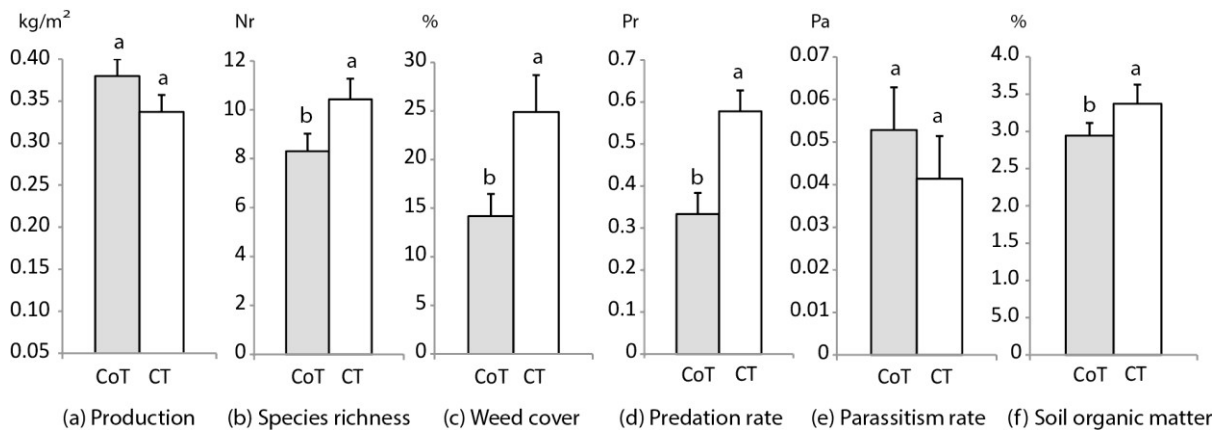 kg/m²
0.40
0.35
0.30
0.25
0.20
0.15
0.10
0.05
a
a
CoT CT
(a) Production
Nr
12
10
8
6
4
2
0
b
a
CoT CT
(b) Species richness
%
30
25
20
15
10
15
0
b
a
CoT CT
(c) Weed cover
Pr
0.7
0.6
0.5
0.4
0.3
0.2
0.1
0
b
a
CoT CT
(d) Predation rate
Pa
0.07
0.06
0.05
0.04
0.03
0.02
0.01
0.00
a
a
CoT CT
(e) Parassitism rate
%
4.0
3.5
3.0
2.5
2.0
1.5
1.0
5.0
0
b
a
CoT CT
(f) Soil organic matter